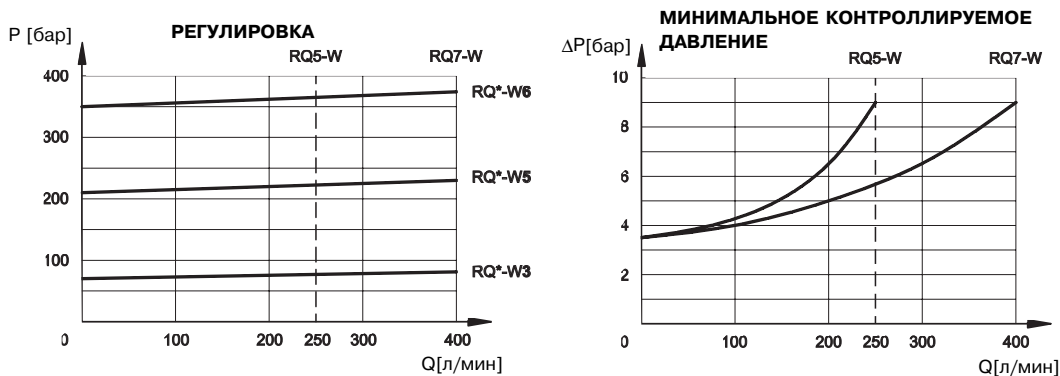 P [бар]
РЕГУЛИРОВКА
RQ5-W
RQ7-W
400
RQ*-W6
300
RQ*-W5
200
100
RQ*-W3
0
100
200
250
300
400
Q[л/мин]
МИНИМАЛЬНОЕ КОНТРОЛЛИРУЕМОЕ
ДАВЛЕНИЕ
ΔP[бар]
RQ5-W
RQ7-W
10
8
6
4
2
0
100
200
250
300
400
Q[л/мин]